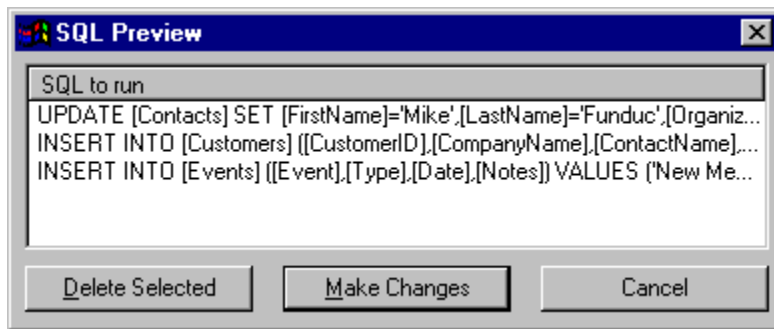 SQL Preview
SQL to run
UPDATE [Contacts] SET [FirstName]='Mike',[LastName]='Funduc',[Organiz...
INSERT INTO [Customers] ([CustomerID],[CompanyName],[ContactName],...
INSERT INTO [Events] ([Event],[Type],[Date],[Notes]) VALUES ('New Me...
Delete Selected Make Changes Cancel